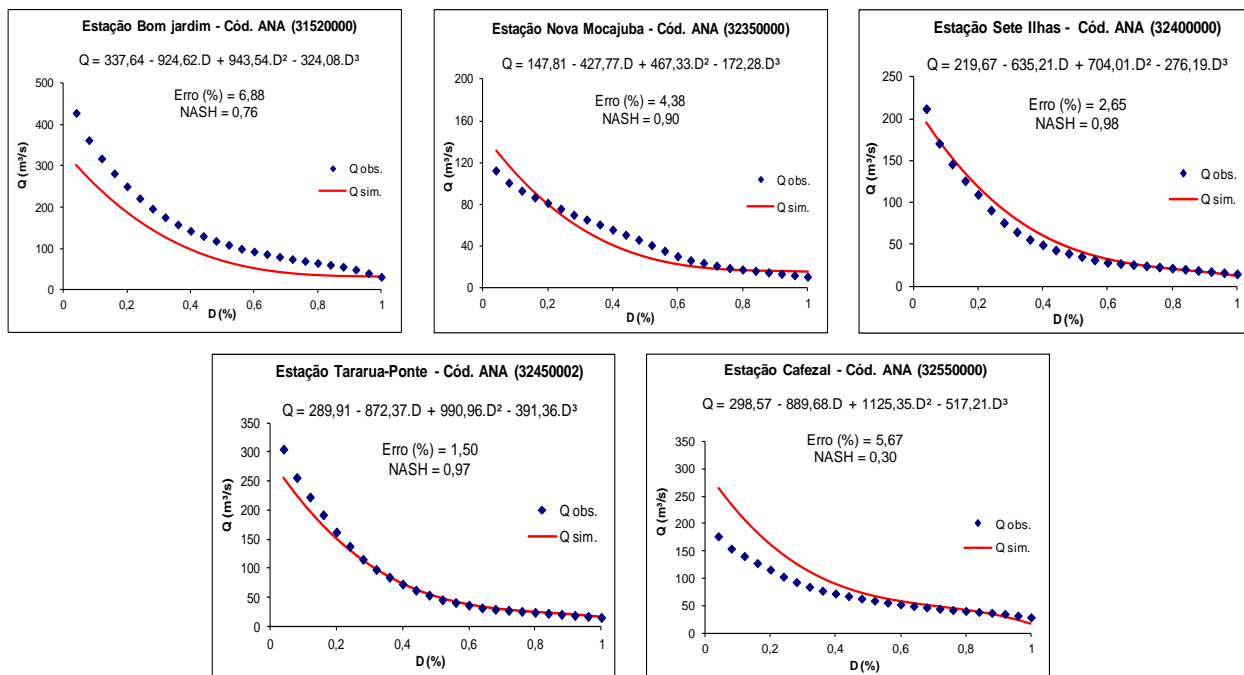 Estação Bom jardim - Cód. ANA (31520000)
Q = 337,64 - 924,62.D + 943,54.D² - 324,08.D³
Erro (%) = 6,88
NASH = 0,76
Q (m³/s)
500
400
300
200
100
0
0
0,2
0,4
0,6
0,8
1
D (%)
Q obs.
Q sim.
Estação Nova Mocajuba - Cód. ANA (32350000)
Q = 147,81 - 427,77.D + 467,33.D² - 172,28.D³
Erro (%) = 4,38
NASH = 0,90
Q (m³/s)
200
160
120
80
40
0
0
0,2
0,4
0,6
0,8
1
D (%)
Q obs.
Q sim.
Estação Sete Ilhas - Cód. ANA (32400000)
Q = 219,67 - 635,21.D + 704,01.D² - 276,19.D³
Erro (%) = 2,65
NASH = 0,98
Q (m³/s)
250
200
150
100
50
0
0
0,2
0,4
0,6
0,8
1
D (%)
Q obs.
Q sim.
Estação Tararua-Ponte - Cód. ANA (32450002)
Q = 289,91 - 872,37.D + 990,96.D² - 391,36.D³
Erro (%) = 1,50
NASH = 0,97
Q (m³/s)
350
300
250
200
150
100
50
0
0
0,2
0,4
0,6
0,8
1
D (%)
Q obs.
Q sim.
Estação Cafezal - Cód. ANA (32550000)
Q = 298,57 - 889,68.D + 1125,35.D² - 517,21.D³
Erro (%) = 5,67
NASH = 0,30
Q (m³/s)
350
300
250
200
150
100
50
0
0
0,2
0,4
0,6
0,8
1
D (%)
Q obs.
Q sim.